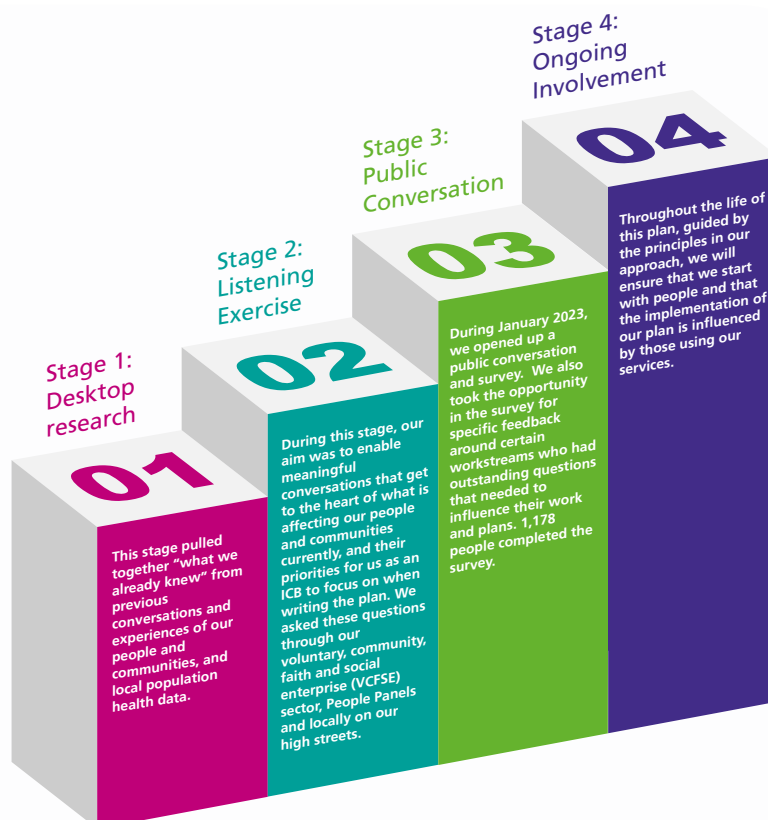 Stage 1:
Desktop
research
01
This stage pulled
together “what we
already knew” from
previous
conversations and
experiences of our
people and
communities, and
local population
health data.
Stage 2:
Listening
Exercise
02
During this stage, our
aim was to enable
meaningful
conversations that get
to the heart of what is
affecting our people
and communities
currently, and their
priorities for us as an
ICB to focus on when
writing the plan. We
asked these questions
through our
voluntary, community,
faith and social
enterprise (VCFSE)
sector, People Panels
and locally on our
high streets.
Stage 3:
Public
Conversation
03
During January 2023,
we opened up a
public conversation
and survey. We also
took the opportunity
in the survey for
specific feedback
around certain
workstreams who had
outstanding questions
that needed to
influence their work
and plans. 1,178
people completed the
survey.
Stage 4:
Ongoing
Involvement
04
Throughout the life of
this plan, guided by
the principles in our
approach, we will
ensure that we start
with people and that
the implementation of
our plan is influenced
by those using our
services.